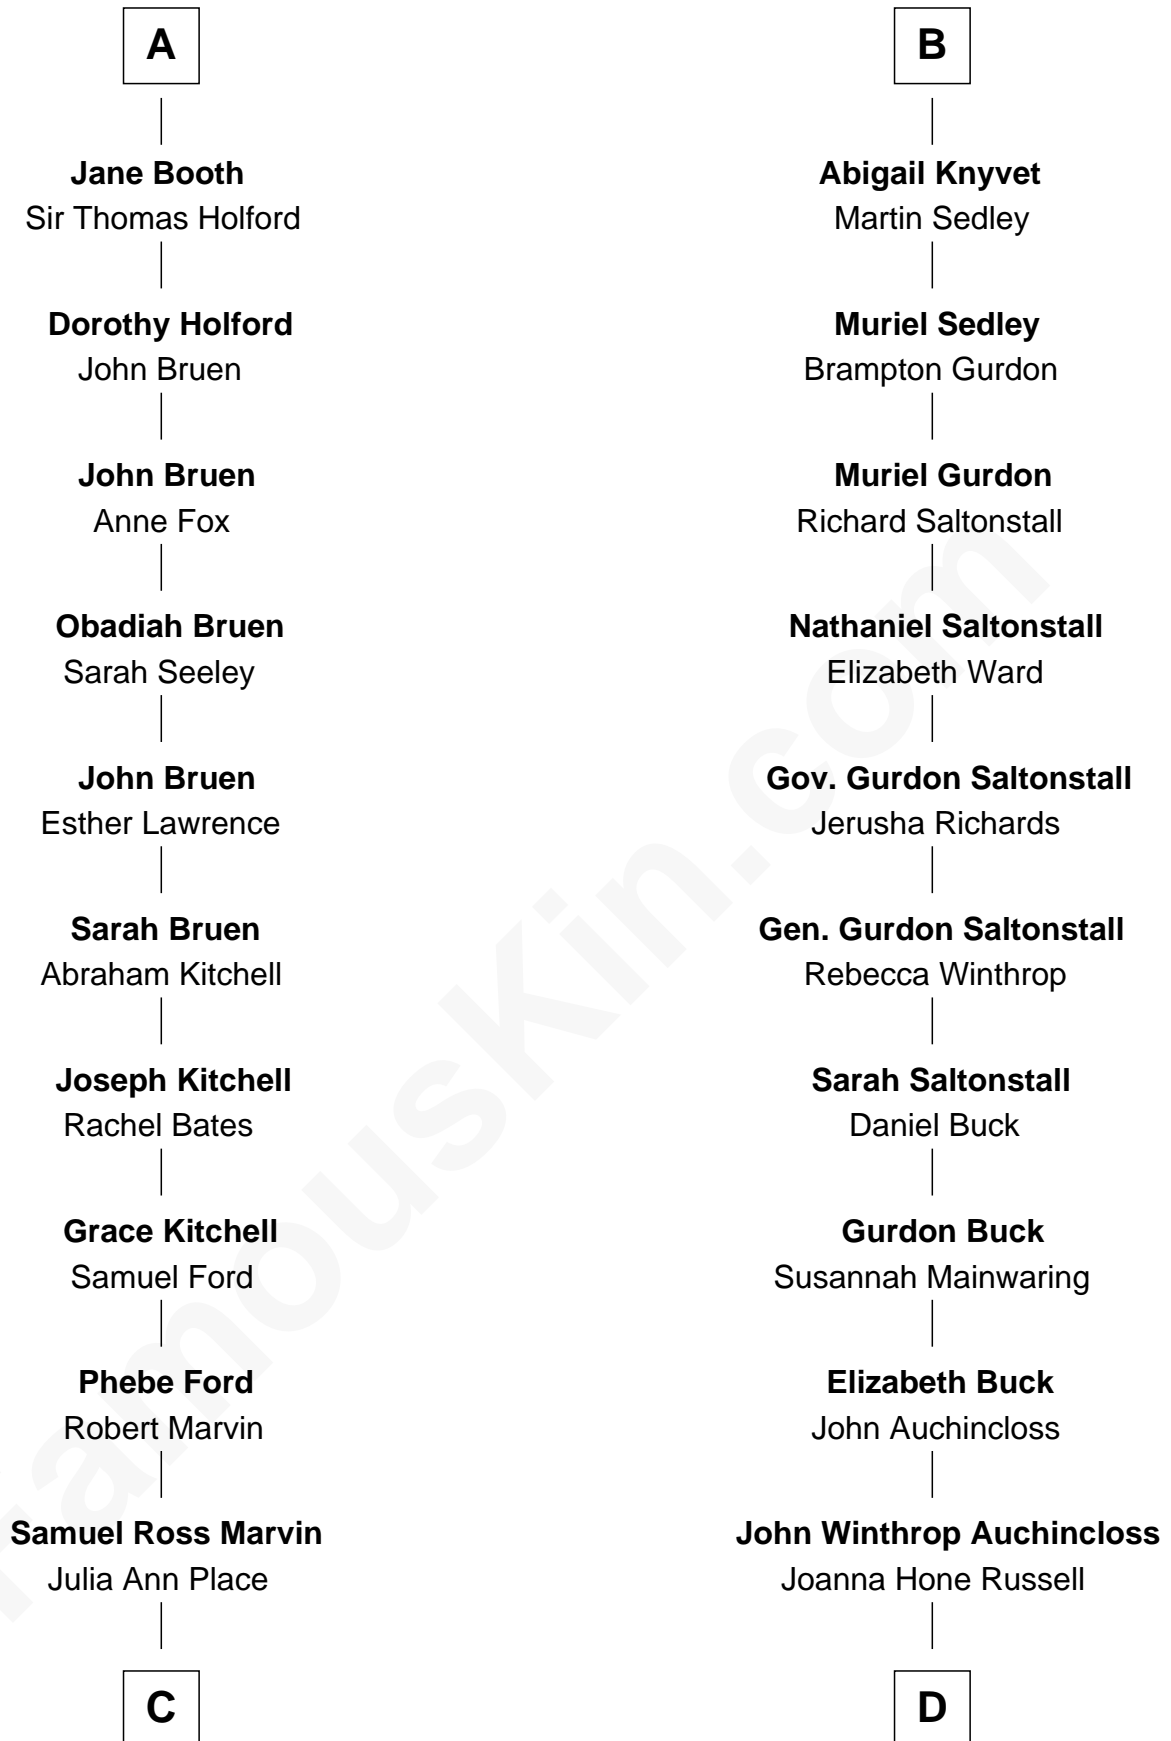 A
Jane Booth
Sir Thomas Holford
Dorothy Holford
John Bruen
John Bruen
Anne Fox
Obadiah Bruen
Sarah Seeley
John Bruen
Esther Lawrence
Sarah Bruen
Abraham Kitchell
Joseph Kitchell
Rachel Bates
Grace Kitchell
Samuel Ford
Phebe Ford
Robert Marvin
Samuel Ross Marvin
Julia Ann Place
C
B
Abigail Knyvet
Martin Sedley
Muriel Sedley
Brampton Gurdon
Muriel Gurdon
Richard Saltonstall
Nathaniel Saltonstall
Elizabeth Ward
Gov. Gurdon Saltonstall
Jerusha Richards
Gen. Gurdon Saltonstall
Rebecca Winthrop
Sarah Saltonstall
Daniel Buck
Gurdon Buck
Susannah Mainwaring
Elizabeth Buck
John Auchincloss
John Winthrop Auchincloss
Joanna Hone Russell
D
FamousKin.com